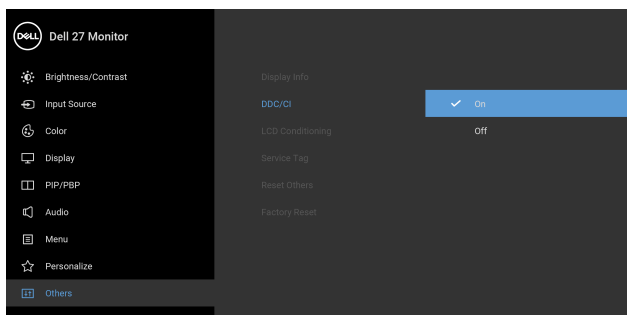 DELL Dell 27 Monitor
Brightness/Contrast
Display Info
Input Source
DDC/CI
On
Color
LCD Conditioning
Off
Display
Service Tag
PIP/PBP
Reset Others
Audio
Factory Reset
Menu
Personalize
Others